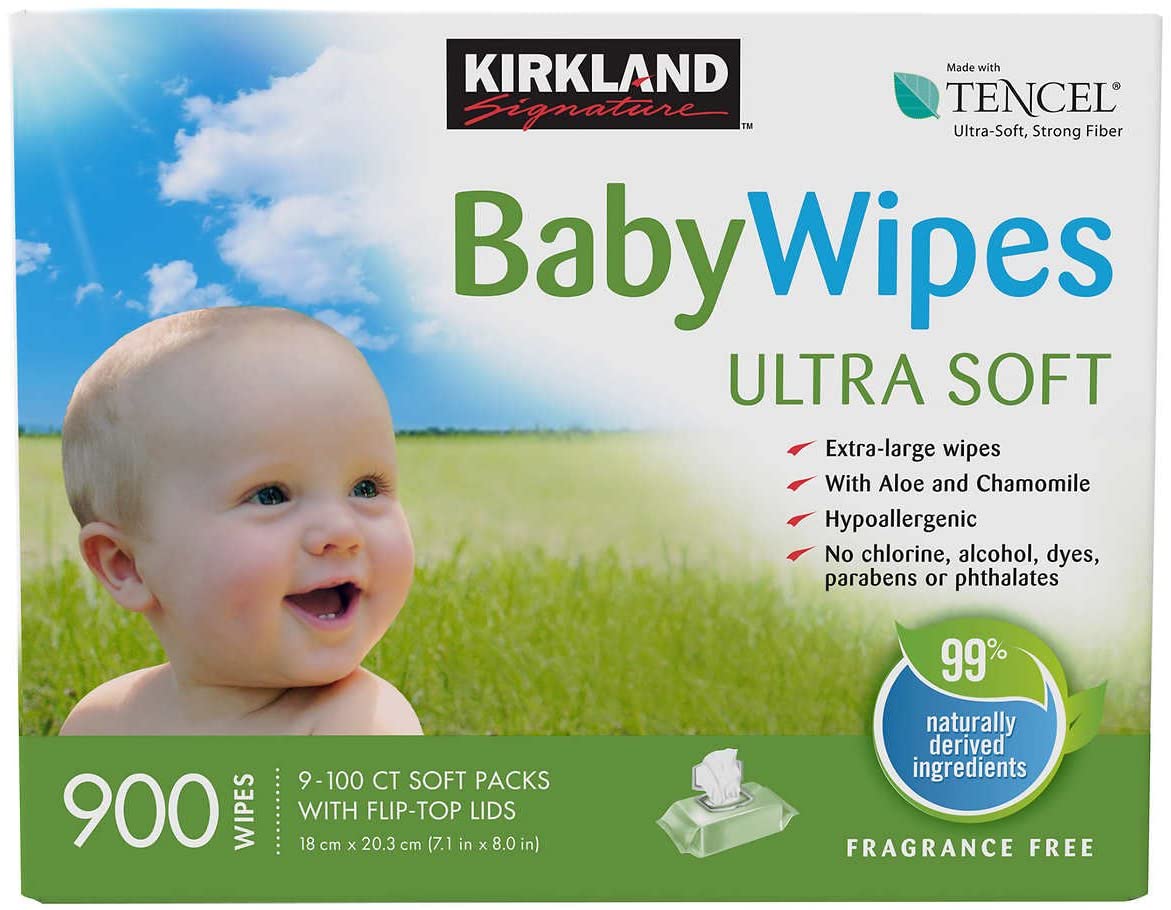 KIRKLAND
Signature™
Made with
TENCEL®
Ultra-Soft, Strong Fiber
BabyWipes
ULTRA SOFT
Extra-large wipes
With Aloe and Chamomile
Hypoallergenic
No chlorine, alcohol, dyes,
parabens or phthalates
99%
naturally
derived
ingredients
900 WIPES
9-100 CT SOFT PACKS
WITH FLIP-TOP LIDS
18 cm x 20.3 cm (7.1 in x 8.0 in)
FRAGRANCE FREE